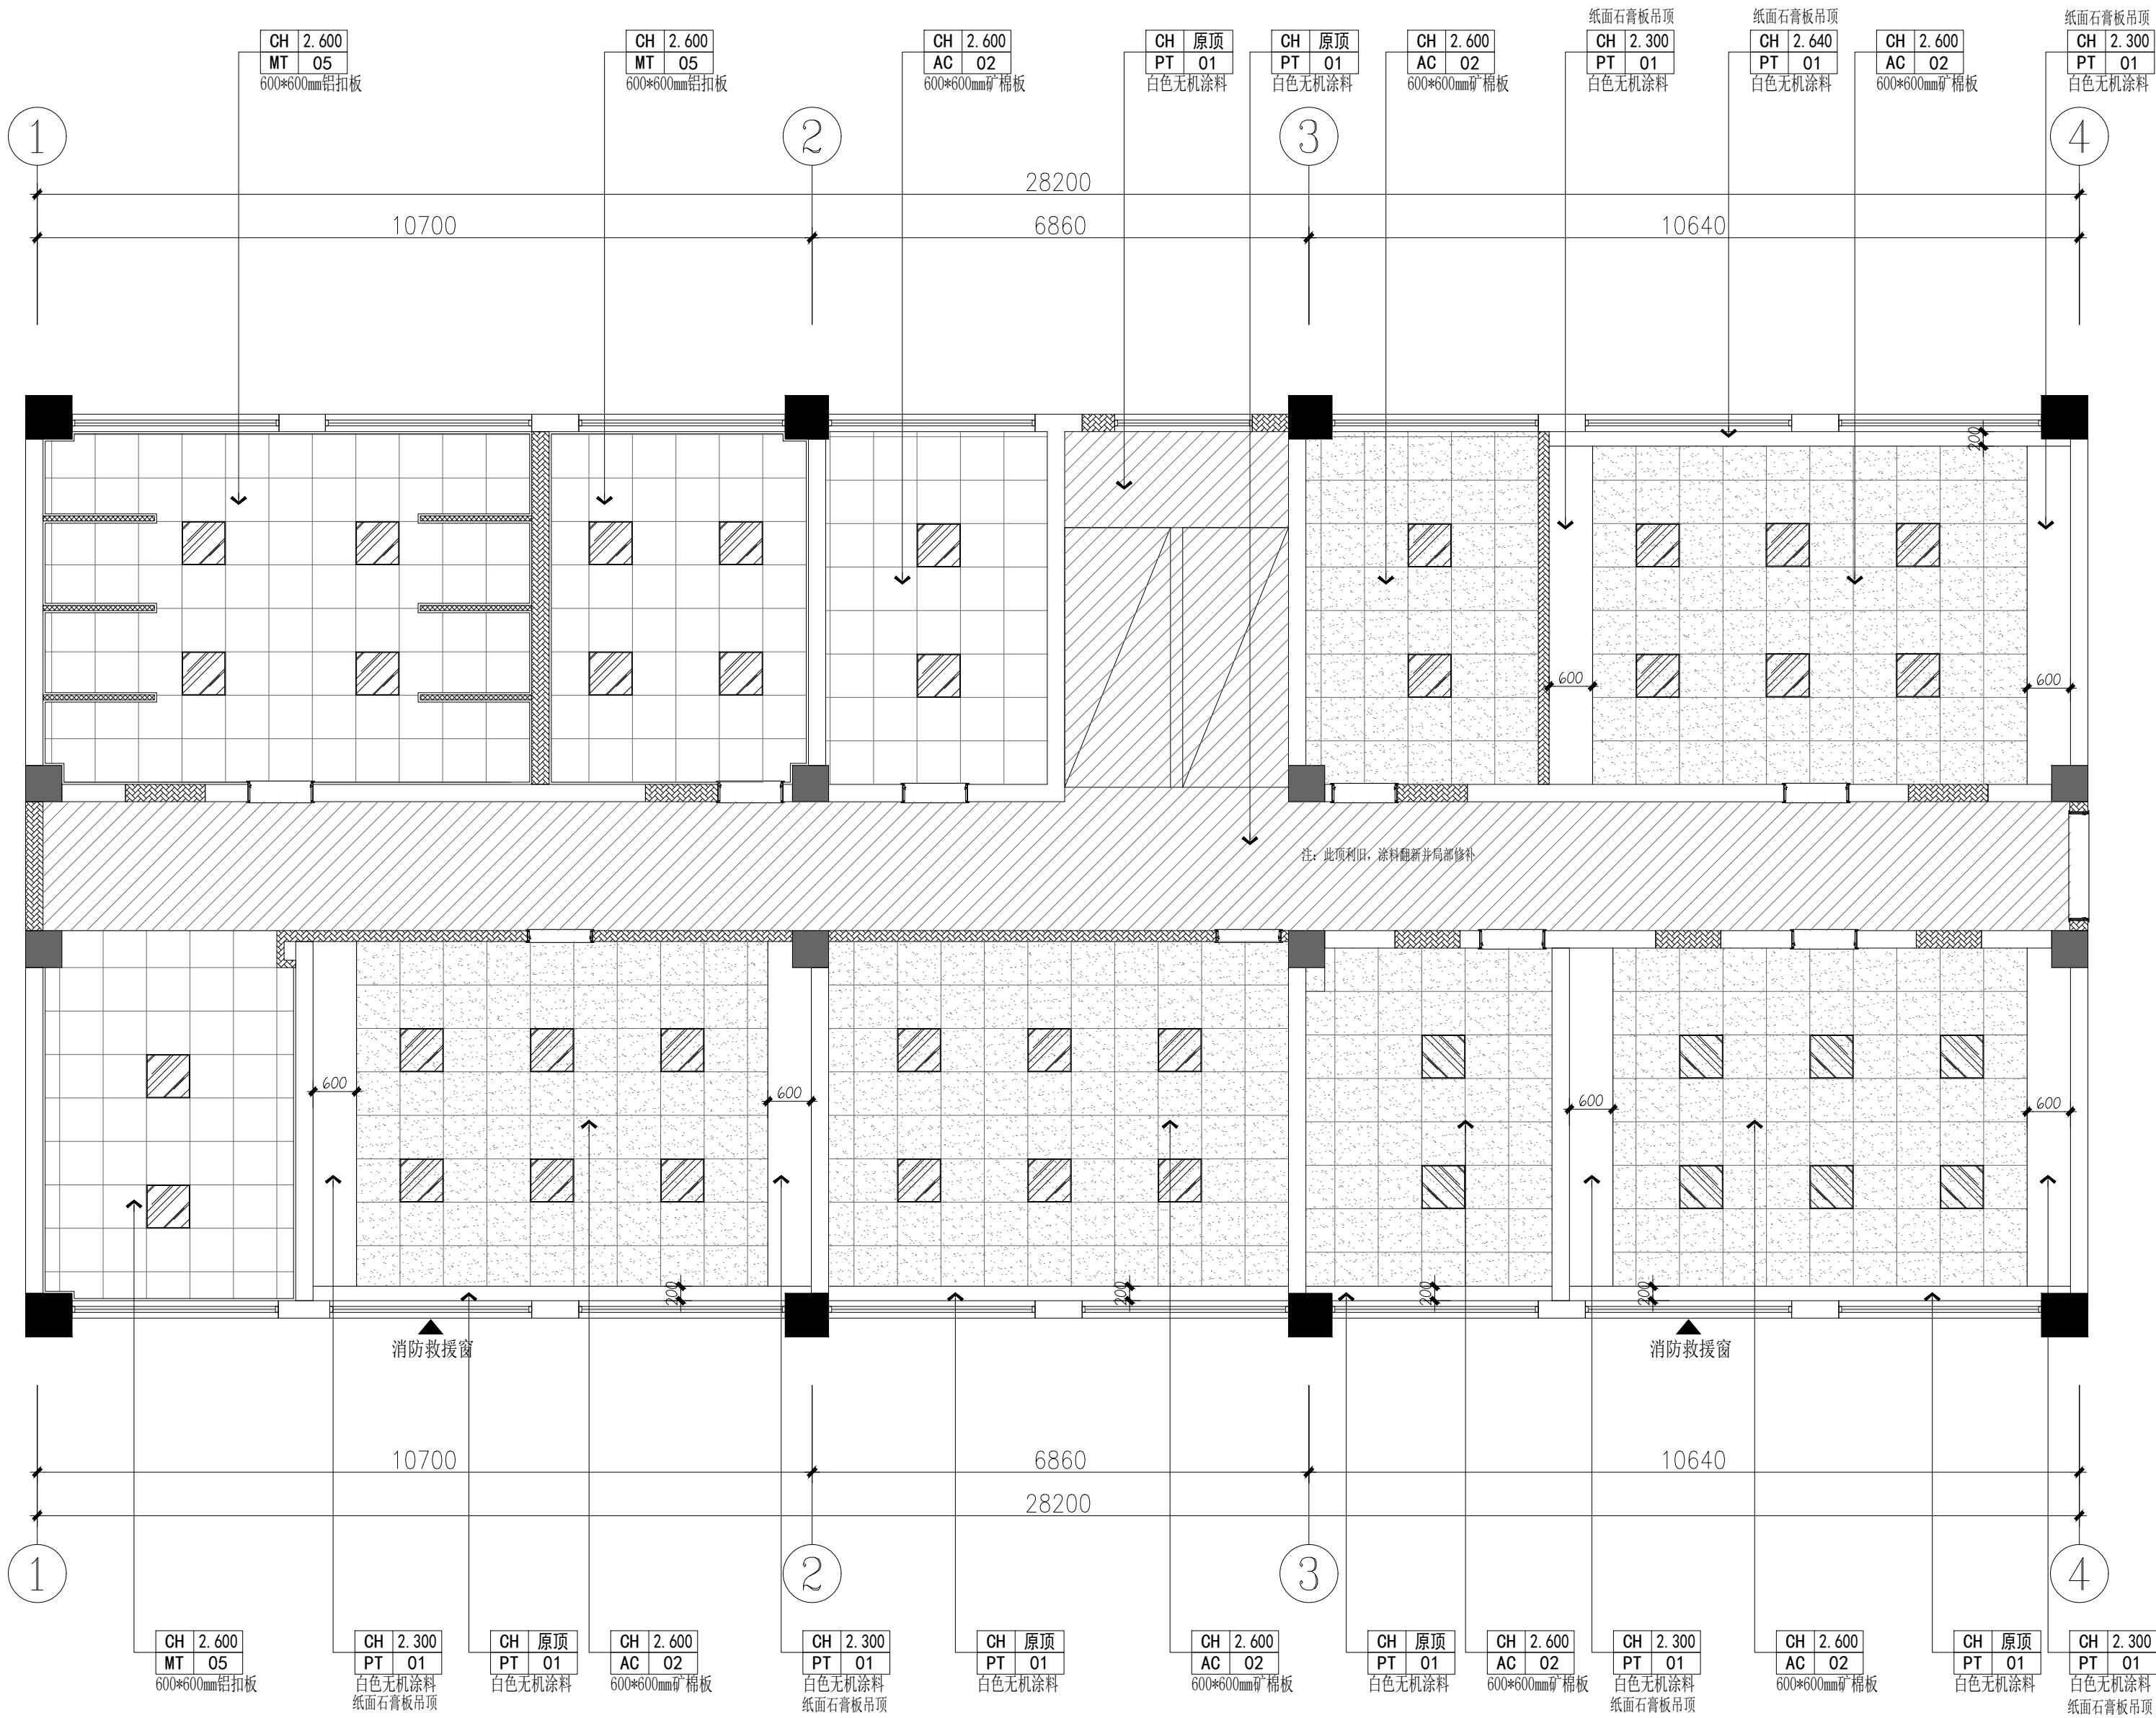 纸面石膏板吊顶
纸面石膏板吊顶
纸面石膏板吊顶
CH 2.600
MT 05
600*600mm铝扣板
CH 2.600
MT 05
600*600mm铝扣板
CH 2.600
AC 02
600*600mm矿棉板
CH 原顶
PT 01
白色无机涂料
CH 原顶
PT 01
白色无机涂料
CH 2.600
AC 02
600*600mm矿棉板
CH 2.300
PT 01
白色无机涂料
CH 2.640
PT 01
白色无机涂料
CH 2.600
AC 02
600*600mm矿棉板
CH 2.300
PT 01
白色无机涂料
1
2
3
4
28200
10700
6860
10640
200
600
600
注：此顶利旧，涂料翻新并局部修补
600
600
600
600
200
200
200
200
消防救援窗
消防救援窗
10700
6860
10640
28200
1
2
3
4
CH 2.600
MT 05
600*600mm铝扣板
CH 2.300
PT 01
白色无机涂料
纸面石膏板吊顶
CH 原顶
PT 01
白色无机涂料
CH 2.600
AC 02
600*600mm矿棉板
CH 2.300
PT 01
白色无机涂料
纸面石膏板吊顶
CH 原顶
PT 01
白色无机涂料
CH 2.600
AC 02
600*600mm矿棉板
CH 原顶
PT 01
白色无机涂料
CH 2.600
AC 02
600*600mm矿棉板
CH 2.300
PT 01
白色无机涂料
纸面石膏板吊顶
CH 2.600
AC 02
600*600mm矿棉板
CH 原顶
PT 01
白色无机涂料
CH 2.300
PT 01
白色无机涂料
纸面石膏板吊顶